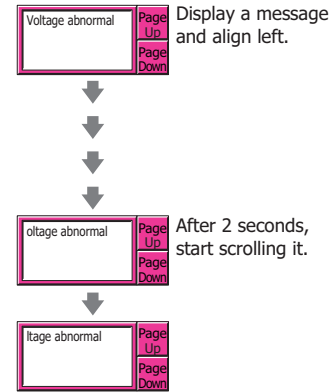 Voltage abnormal
Page
Up
Page
Down
Display a message
and align left.
oltage abnormal
Page
Up
Page
Down
After 2 seconds,
start scrolling it.
ltage abnormal
Page
Up
Page
Down